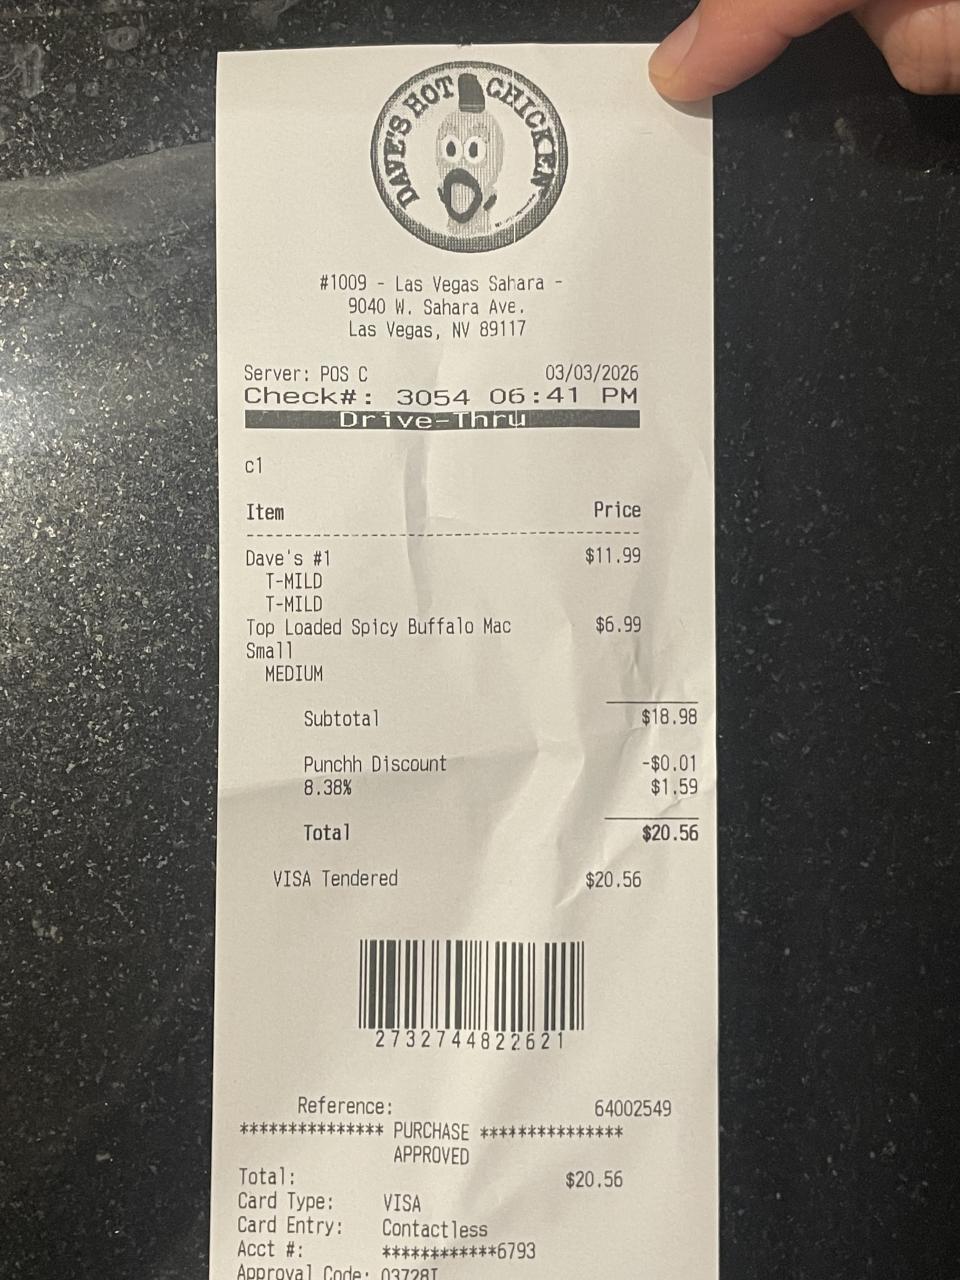 DAVE'S HOT CHICKEN
#1009 - Las Vegas Sahara -
9040 W. Sahara Ave.
Las Vegas, NV 89117
Server: POS C 03/03/2026
Check#: 3054 06:41 PM
Drive-Thru
c1
Item Price
Dave's #1 $11.99
T-MILD
T-MILD
Top Loaded Spicy Buffalo Mac $6.99
Small
MEDIUM
Subtotal $18.98
Punchh Discount -$0.01
8.38% $1.59
Total $20.56
VISA Tendered $20.56
2732744822621
Reference: 64002549
*************** PURCHASE ***************
APPROVED
Total: $20.56
Card Type: VISA
Card Entry: Contactless
Acct #: ************6793
Approval Code: 03728I